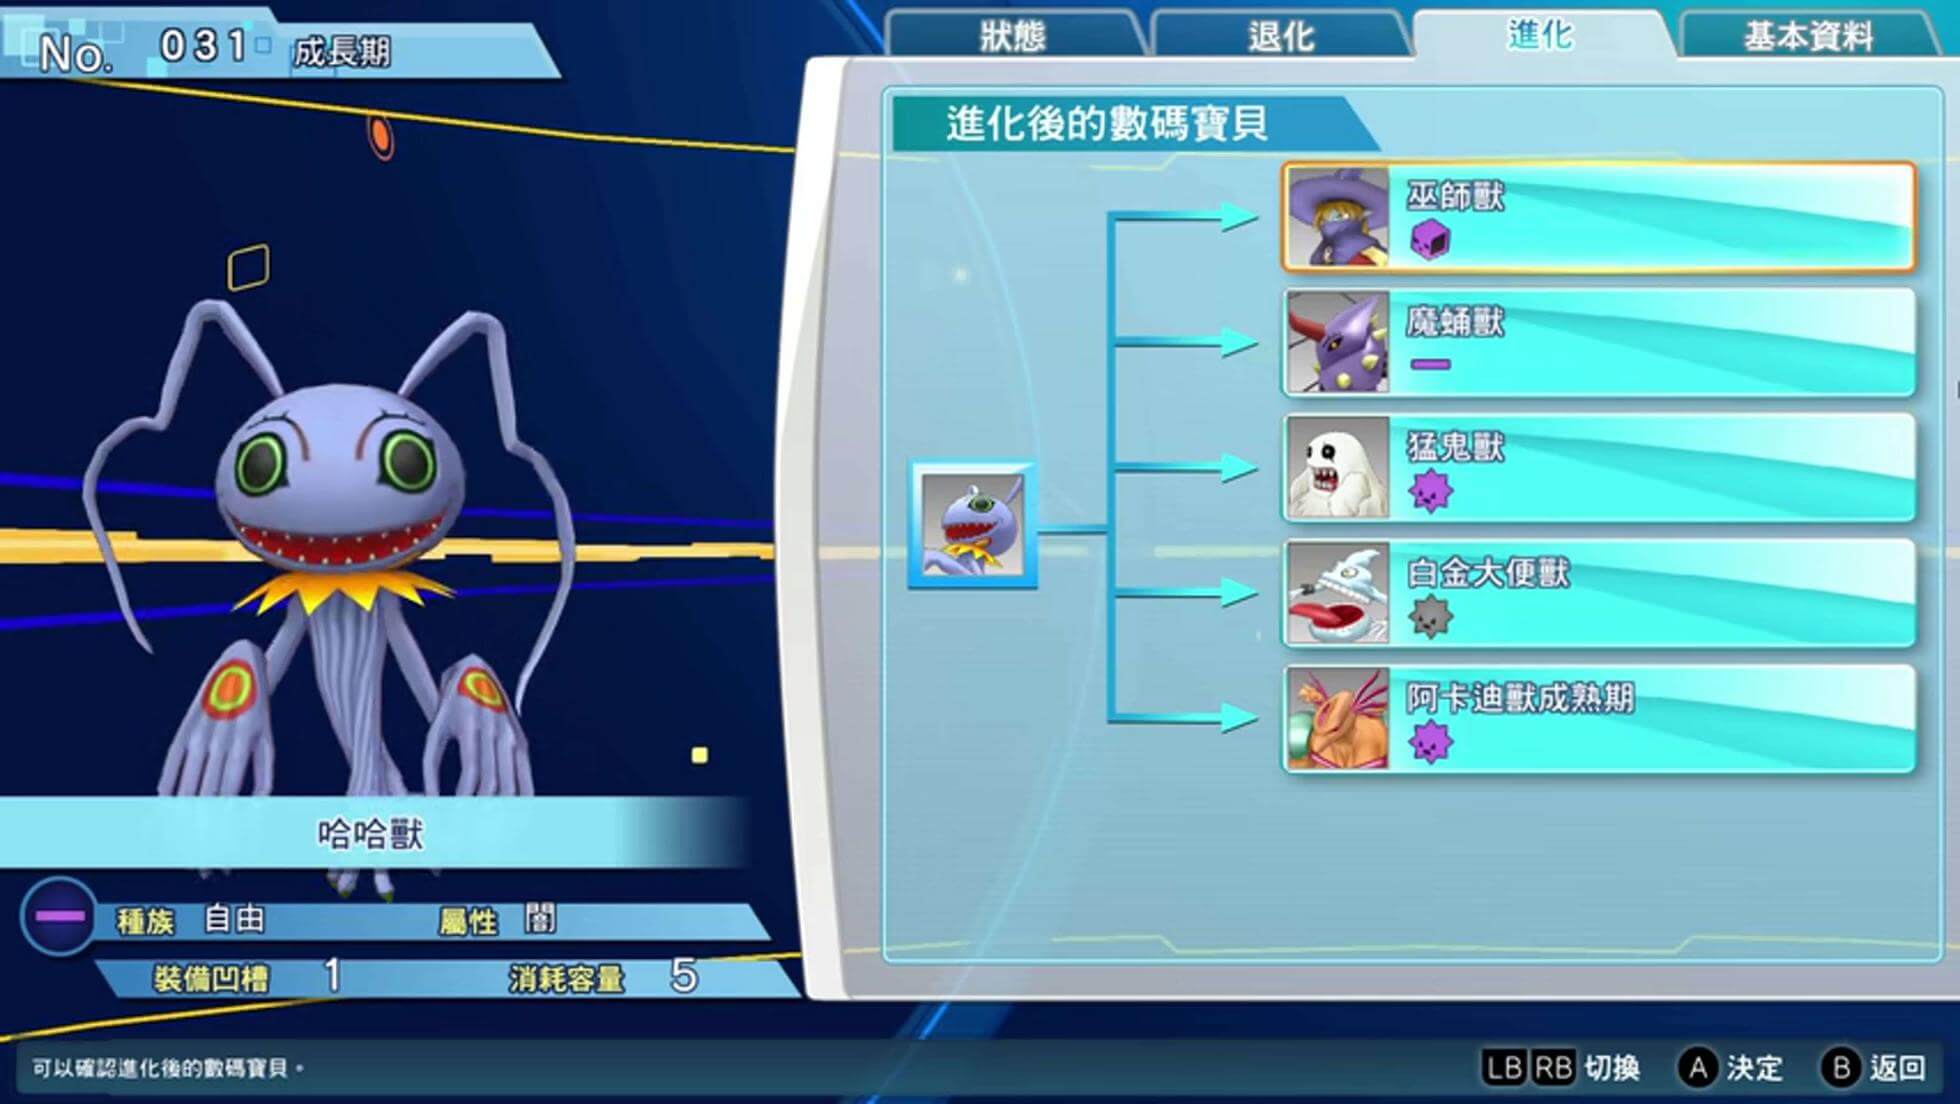 No. 031 成長期
狀態 退化 進化 基本資料
進化後的數碼寶貝
巫師獸
魔蛹獸
猛鬼獸
白金大便獸
阿卡迪獸成熟期
哈哈獸
種族 自由 屬性 闇
裝備凹槽 1 消耗容量 5
可以確認進化後的數碼寶貝。
LB RB 切換 A 決定 B 返回